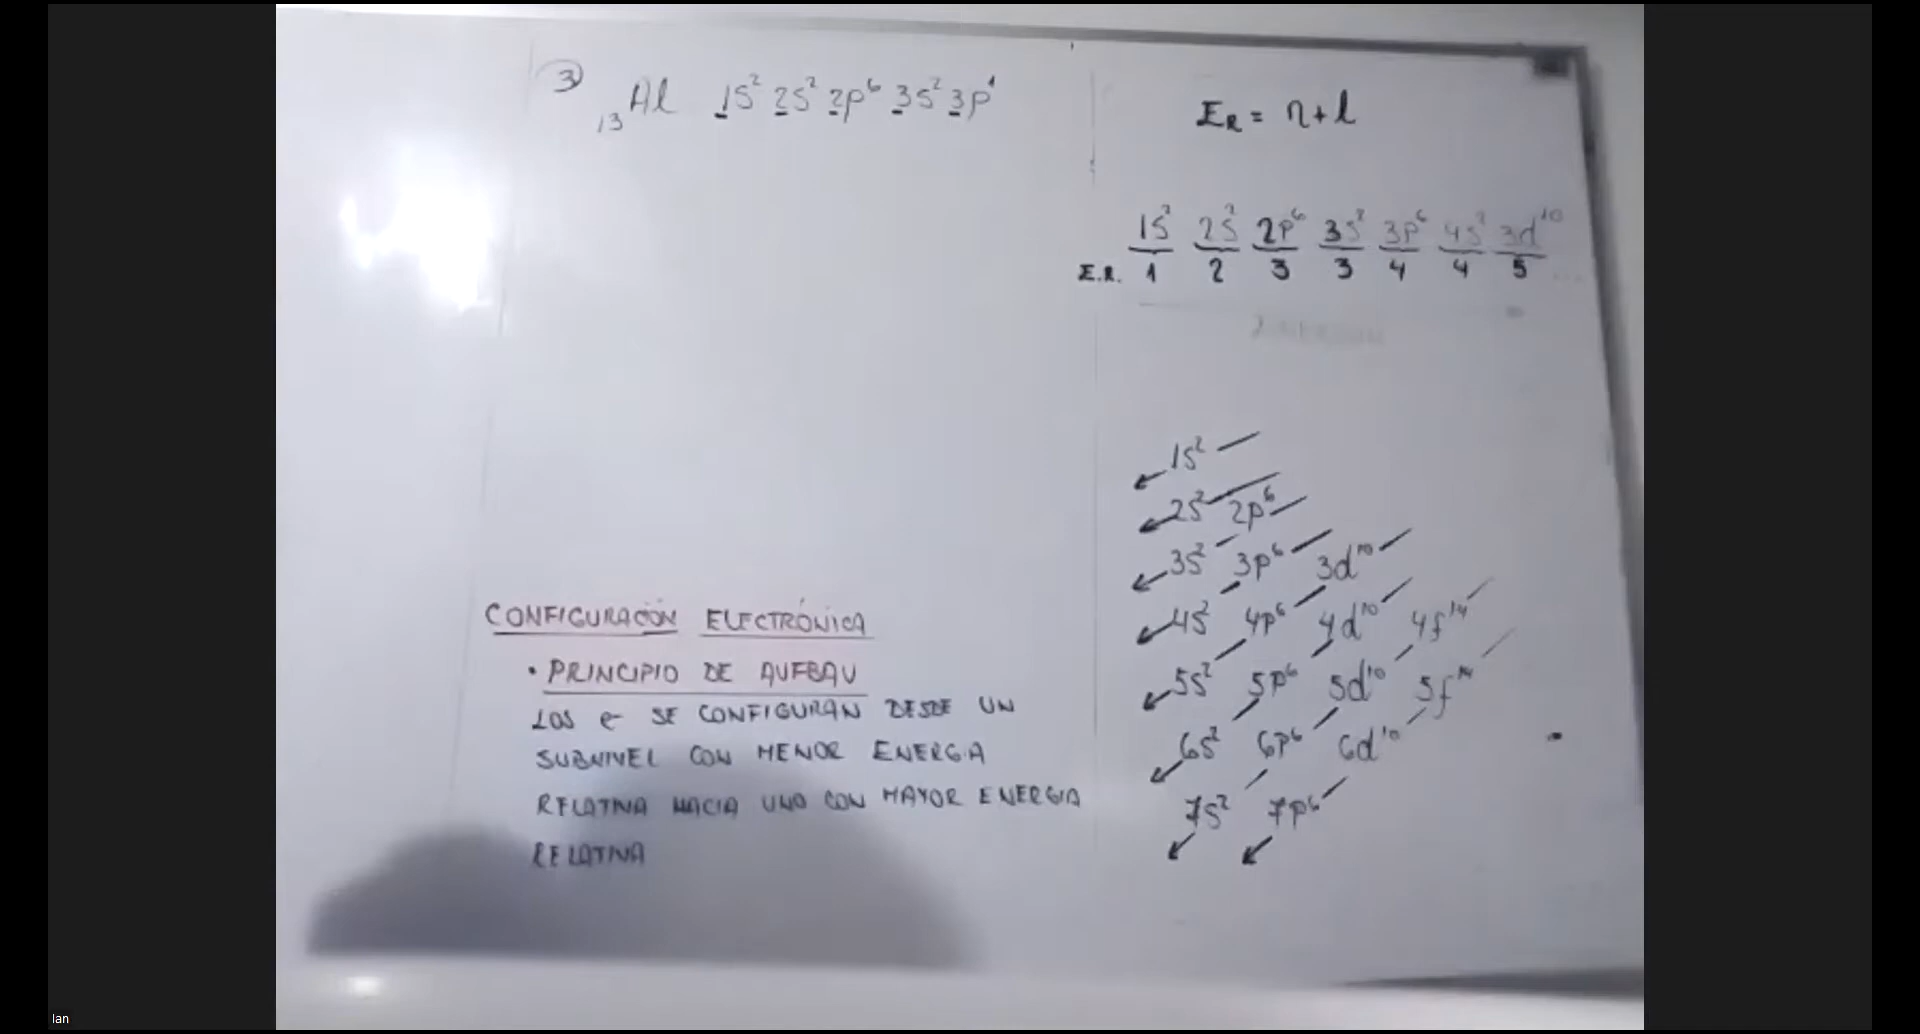 3
13Al 1s² 2s² 2p⁶ 3s² 3p¹
CONFIGURACIÓN ELECTRÓNICA
• PRINCIPIO DE AUFBAU
LOS e- SE CONFIGURAN DESDE UN
SUBNIVEL CON MENOR ENERGIA
RELATIVA HACIA UNO CON MAYOR ENERGIA
RELATIVA
E_R = n + l
1s² 2s² 2p⁶ 3s² 3p⁶ 4s² 3d¹⁰
E.R. 1 2 3 3 4 4 5 ...
1s²
2s² 2p⁶
3s² 3p⁶ 3d¹⁰
4s² 4p⁶ 4d¹⁰ 4f¹⁴
5s² 5p⁶ 5d¹⁰ 5f¹⁴
6s² 6p⁶ 6d¹⁰
7s² 7p⁶
Ian